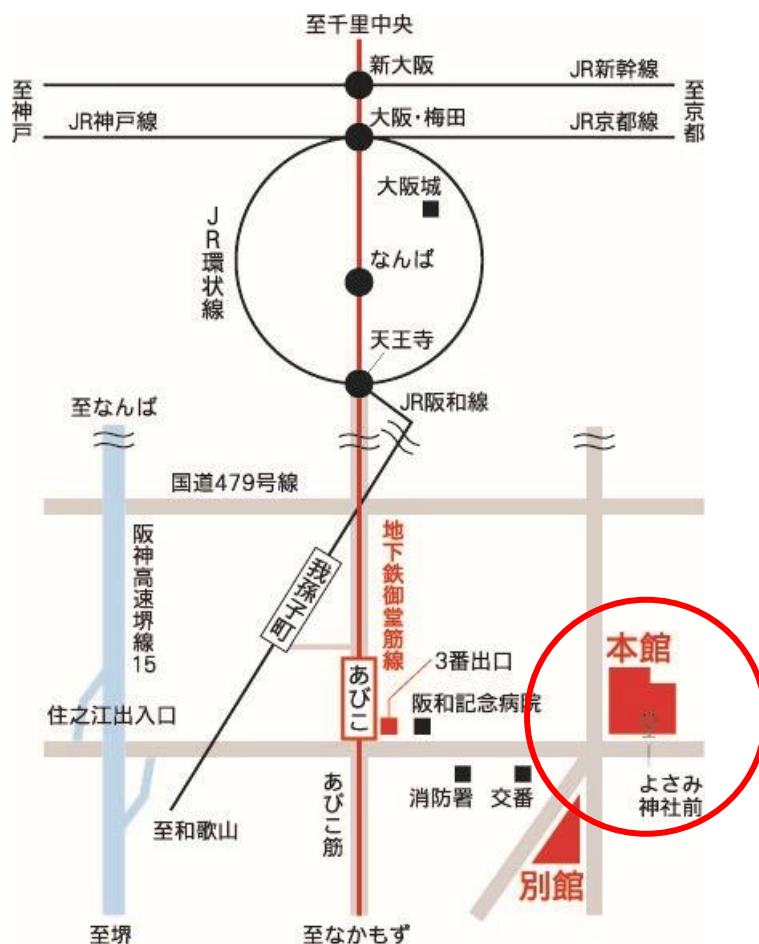 至千里中央
新大阪
JR新幹線
至神戸
至京都
JR神戸線
大阪・梅田
JR京都線
大阪城
JR環状線
なんば
天王寺
JR阪和線
至なんば
国道479号線
阪神高速堺線15
地下鉄御堂筋線
我孫子町
3番出口
本館
あびこ
阪和記念病院
住之江出入口
消防署
交番
よさみ
神社前
あびこ筋
至和歌山
別館
至堺
至なかもず